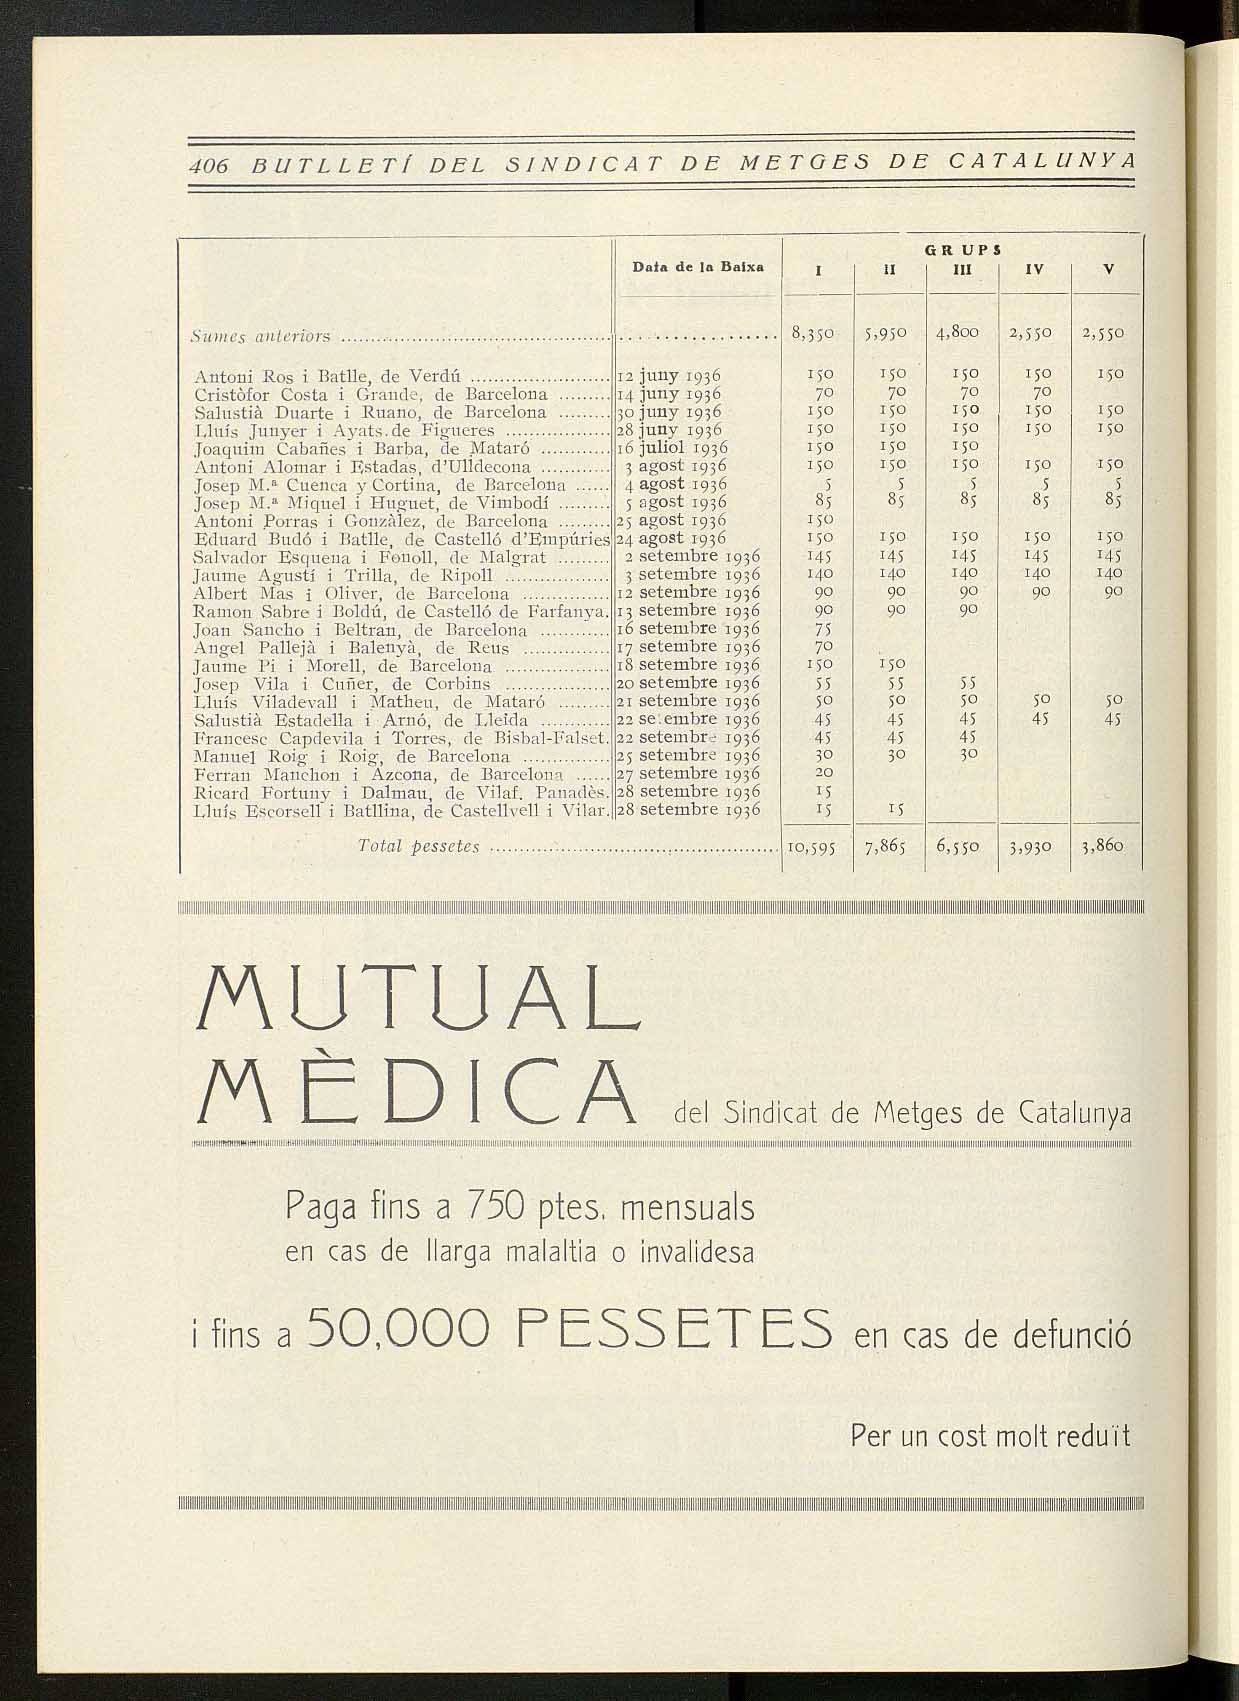 406 BUTLLETÍ DEL SINDICAT DE METGES DE CATALUNYA
GRUPS
Data de la Baixa I II III IV V
Sumes anteriors ........ 8,350 5,950 4,800 2,550 2,550
Antoni Ros i Batlle, de Verdú ........ 12 juny 1936 150 150 150 150 150
Cristòfor Costa i Grande, de Barcelona ........ 14 juny 1936 70 70 70 70
Salustià Duarte i Ruano, de Barcelona ........ 30 juny 1936 150 150 150 150 150
Lluís Junyer i Ayats.de Figueres ........ 28 juny 1936 150 150 150 150 150
Joaquim Cabañes i Barba, de Mataró ........ 16 juliol 1936 150 150 150
Antoni Alomar i Estadas, d'Ulldecona ........ 3 agost 1936 150 150 150 150 150
Josep M.ª Cuenca y Cortina, de Barcelona ...... 4 agost 1936 5 5 5 5 5
Josep M.ª Miquel i Huguet, de Vimbodí ........ 5 agost 1936 85 85 85 85 85
Antoni Porras i Gonzàlez, de Barcelona ........ 25 agost 1936 150
Eduard Budó i Batlle, de Castelló d'Empúries 24 agost 1936 150 150 150 150 150
Salvador Esquena i Fonoll, de Malgrat ........ 2 setembre 1936 145 145 145 145 145
Jaume Agustí i Trilla, de Ripoll ........ 3 setembre 1936 140 140 140 140 140
Albert Mas i Oliver, de Barcelona ........ 12 setembre 1936 90 90 90 90 90
Ramon Sabre i Boldú, de Castelló de Farfanya. 13 setembre 1936 90 90 90
Joan Sancho i Beltran, de Barcelona ........ 16 setembre 1936 75
Angel Pallejà i Balenyà, de Reus ........ 17 setembre 1936 70
Jaume Pi i Morell, de Barcelona ........ 18 setembre 1936 150 150
Josep Vila i Cuñer, de Corbins ........ 20 setembre 1936 55 55 55
Lluís Viladevall i Matheu, de Mataró ........ 21 setembre 1936 50 50 50 50 50
Salustià Estadella i Arnó, de Lleida ........ 22 setembre 1936 45 45 45 45 45
Francesc Capdevila i Torres, de Bisbal-Falset. 22 setembre 1936 45 45 45
Manuel Roig i Roig, de Barcelona ........ 25 setembre 1936 30 30 30
Ferran Manchon i Azcona, de Barcelona ...... 27 setembre 1936 20
Ricard Fortuny i Dalmau, de Vilaf. Panadès. 28 setembre 1936 15
Lluís Escorsell i Batllina, de Castellvell i Vilar. 28 setembre 1936 15 15
Total pessetes ........ 10,595 7,865 6,550 3,930 3,860
MUTUAL
MÈDICA del Sindicat de Metges de Catalunya
Paga fins a 750 ptes. mensuals
en cas de llarga malaltia o invalidesa
i fins a 50,000 PESSETES en cas de defunció
Per un cost molt reduït